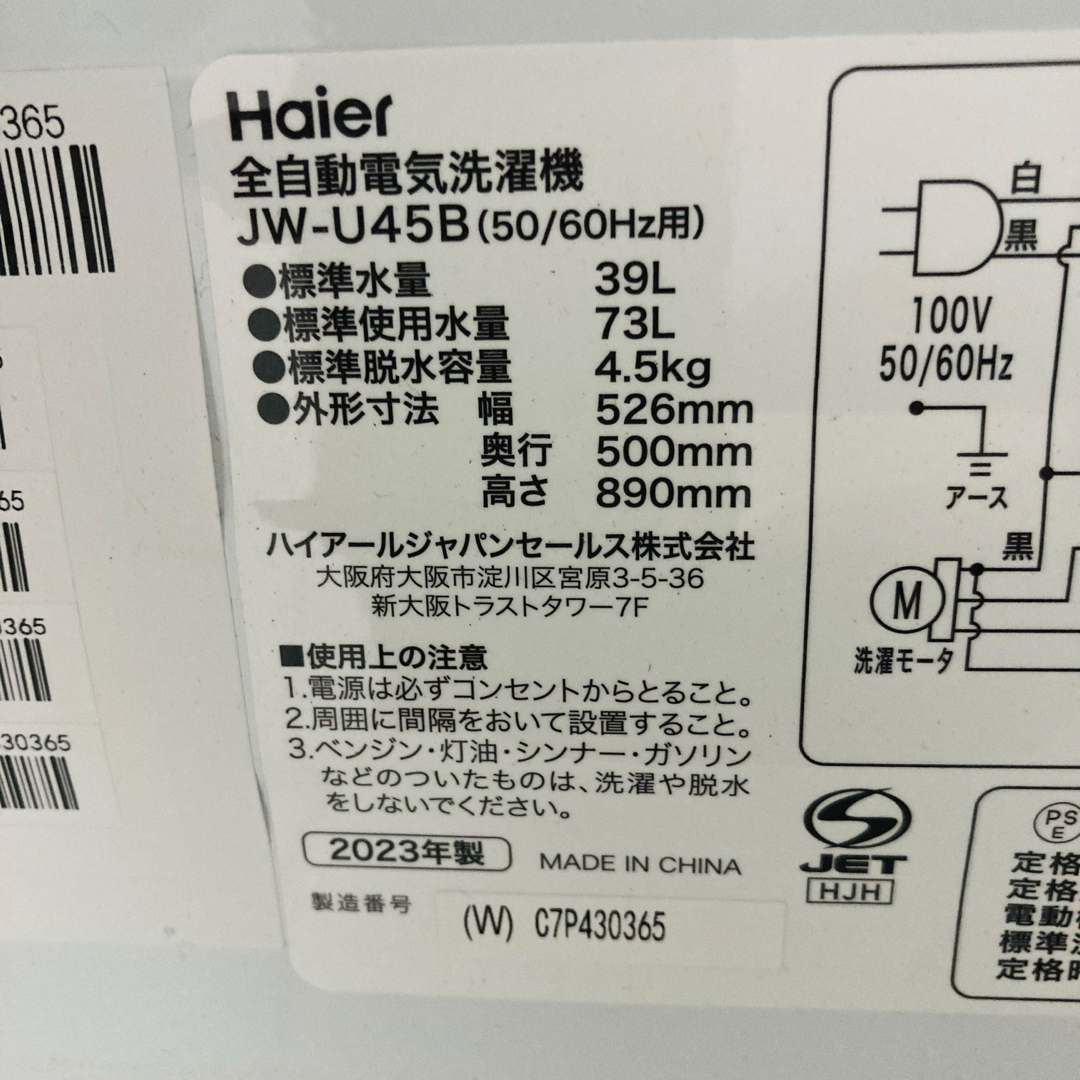 365
65
0365
430365
Haier
全自動電気洗濯機
JW-U45B(50/60Hz用)
●標準水量 39L
●標準使用水量 73L
●標準脱水容量 4.5kg
●外形寸法 幅 526mm
奥行 500mm
高さ 890mm
ハイアールジャパンセールス株式会社
大阪府大阪市淀川区宮原3-5-36
新大阪トラストタワー7F
■使用上の注意
1.電源は必ずコンセントからとること。
2.周囲に間隔をおいて設置すること。
3.ベンジン・灯油・シンナー・ガソリン
などのついたものは、洗濯や脱水
をしないでください。
2023年製 MADE IN CHINA
製造番号 (W) C7P430365
白
黒
100V
50/60Hz
アース
黒
M
洗濯モータ
JET
HJH
PS
E
定格
定格
電動
標準
定格時